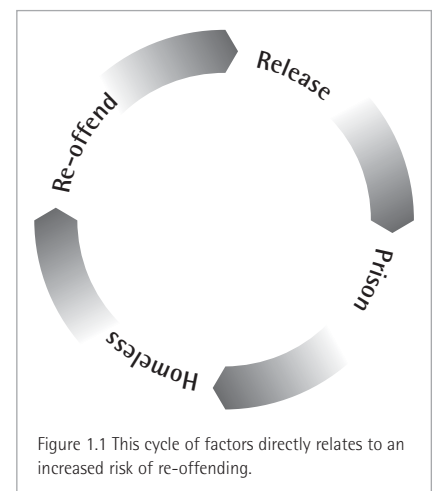 Release
Prison
Homeless
Re-offend
Figure 1.1 This cycle of factors directly relates to an
increased risk of re-offending.